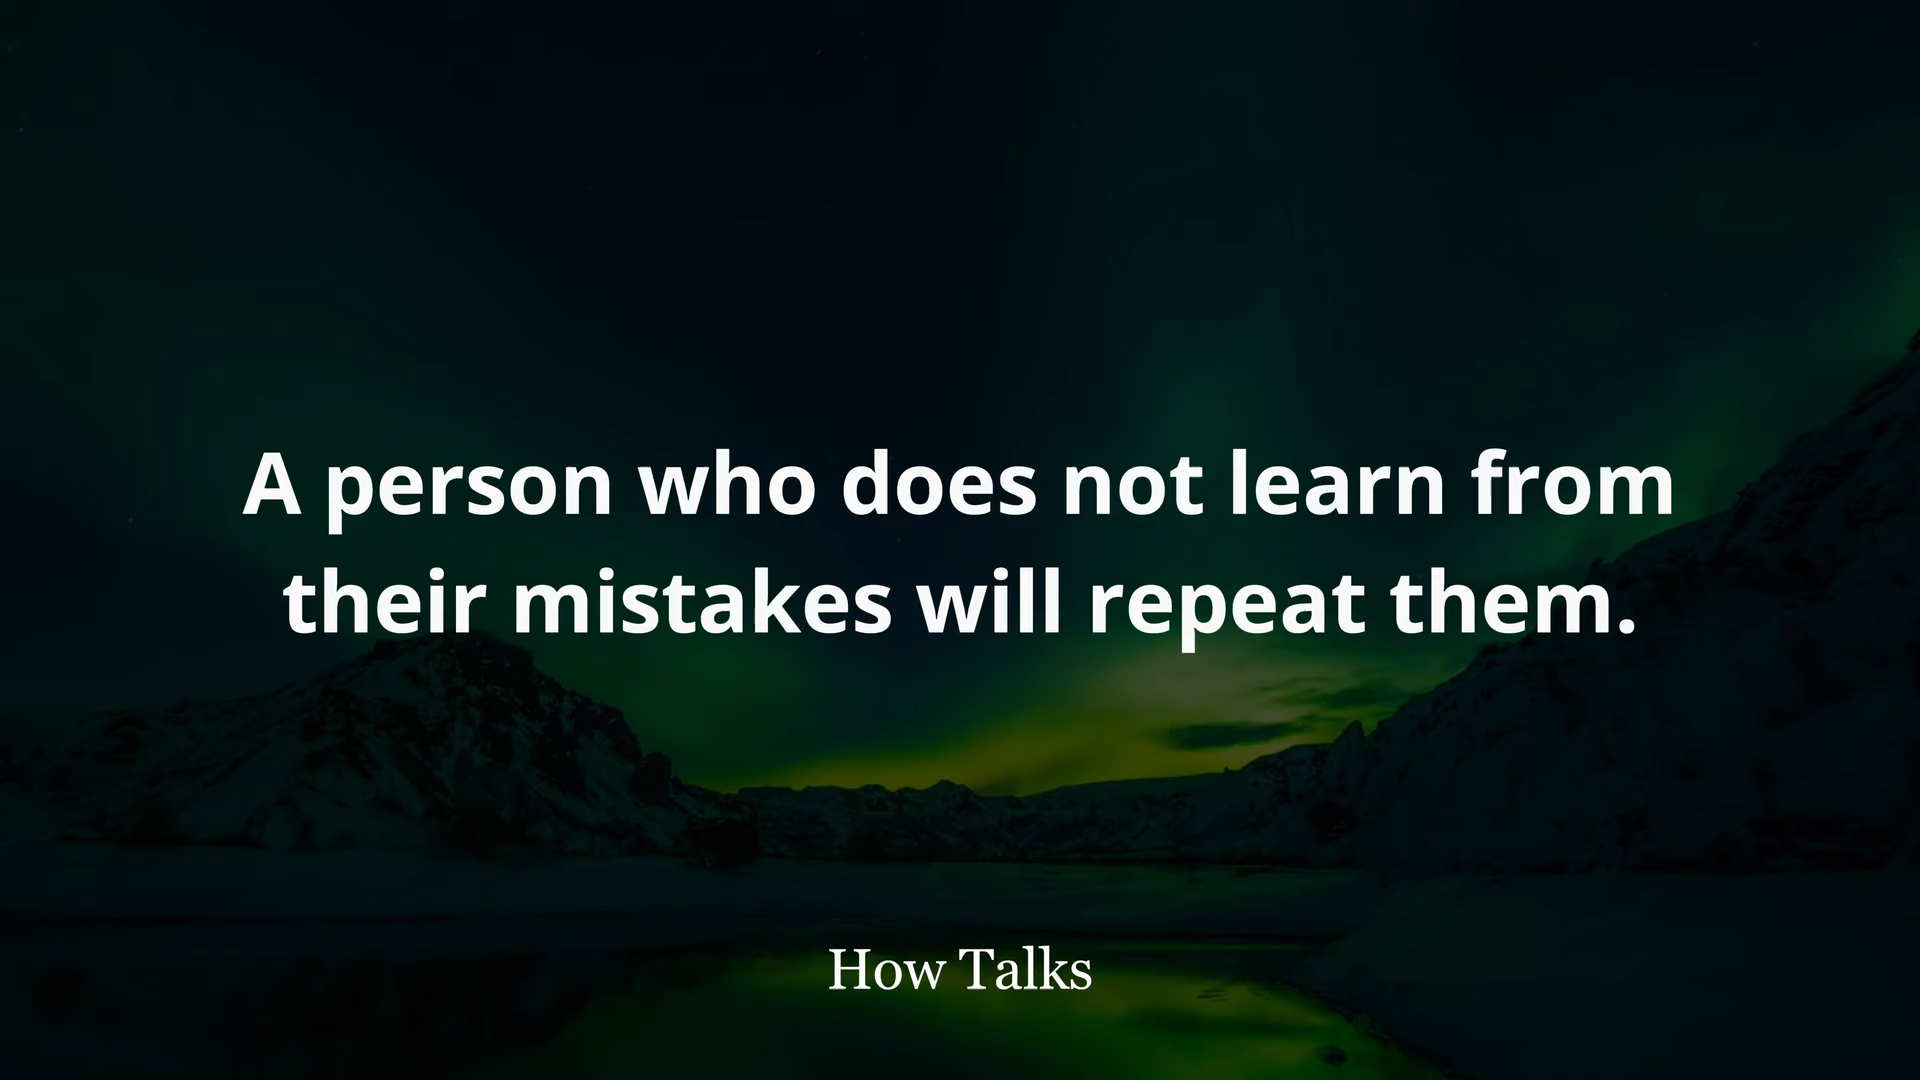 A person who does not learn from
their mistakes will repeat them.
How Talks